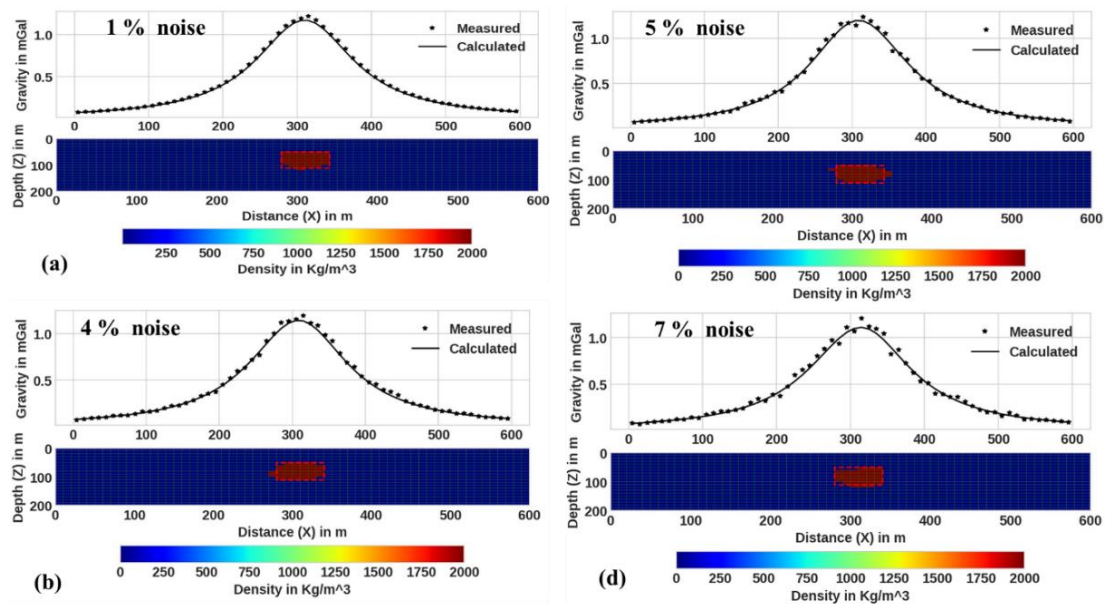 1 % noise
Measured
Calculated
Gravity in mGal
1.0
0.5
0 100 200 300 400 500 600
Depth (Z) in m
0
100
200
0 100 200 300 400 500 600
Distance (X) in m
250 500 750 1000 1250 1500 1750 2000
Density in Kg/m^3
(a)
5 % noise
Measured
Calculated
Gravity in mGal
1.0
0.5
0 100 200 300 400 500 600
Depth (Z) in m
0
100
200
0 100 200 300 400 500 600
Distance (X) in m
0 250 500 750 1000 1250 1500 1750 2000
Density in Kg/m^3
(c)
4 % noise
Measured
Calculated
Gravity in mGal
1.0
0.5
0 100 200 300 400 500 600
Depth (Z) in m
0
100
200
0 100 200 300 400 500 600
Distance (X) in m
0 250 500 750 1000 1250 1500 1750 2000
Density in Kg/m^3
(b)
7 % noise
Measured
Calculated
Gravity in mGal
1.0
0.5
0 100 200 300 400 500 600
Depth (Z) in m
0
100
200
0 100 200 300 400 500 600
Distance (X) in m
0 250 500 750 1000 1250 1500 1750 2000
Density in Kg/m^3
(d)